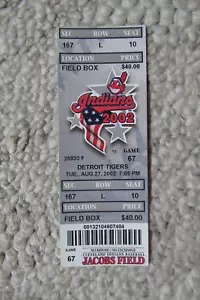 SEC. ROW SEAT
167 L 10
LOCATION PRICE
FIELD BOX $40.00
Indians
2002
GAME
67
DETROIT TIGERS
TUE, AUG 27, 2002 7:05 PM
SEC. ROW SEAT
167 L 10
LOCATION PRICE
FIELD BOX $40.00
GAME
67
CLEVELAND INDIANS BASEBALL
JACOBS FIELD